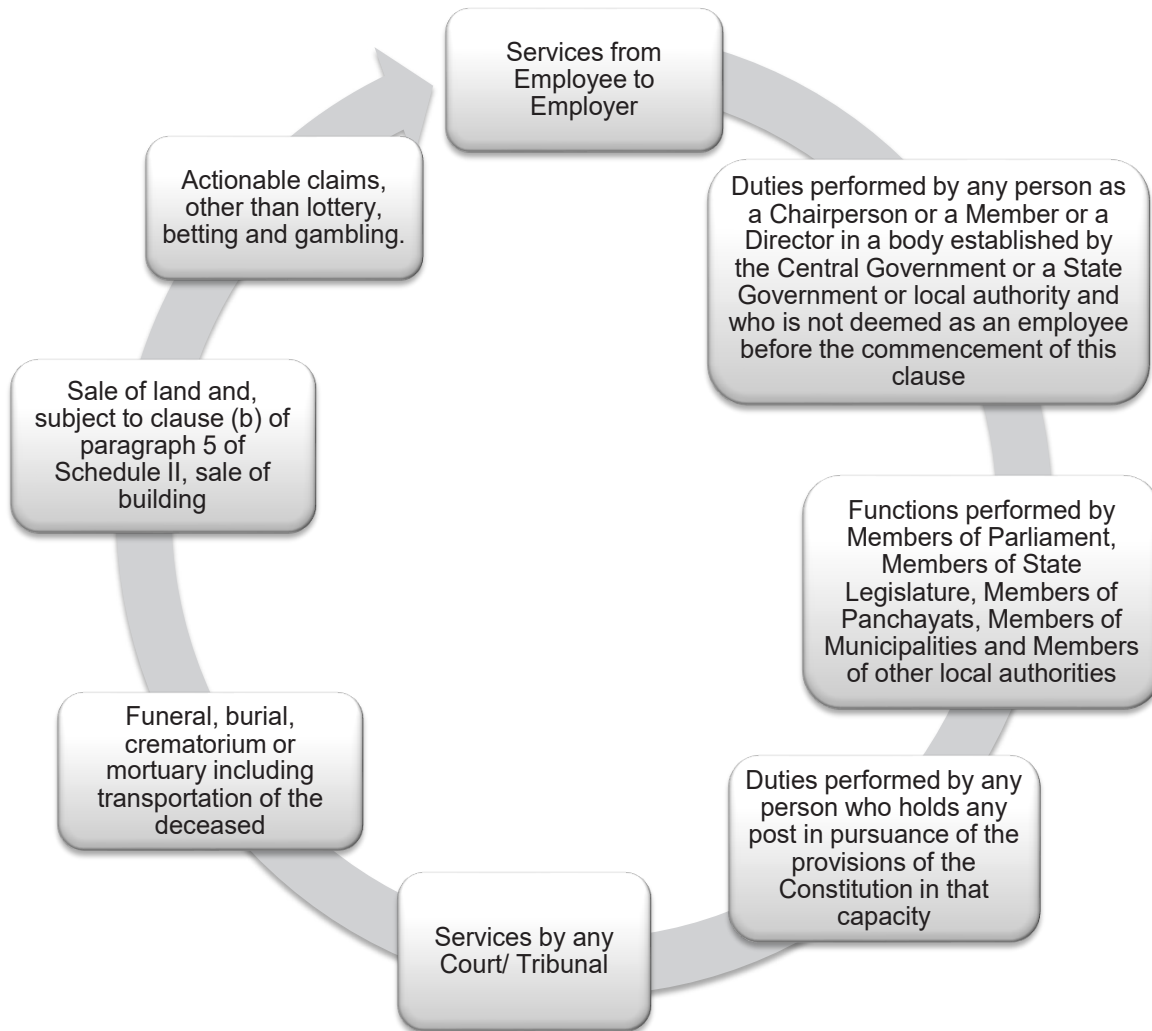 Services from
Employee to
Employer
Duties performed by any person as
a Chairperson or a Member or a
Director in a body established by
the Central Government or a State
Government or local authority and
who is not deemed as an employee
before the commencement of this
clause
Functions performed by
Members of Parliament,
Members of State
Legislature, Members of
Panchayats, Members of
Municipalities and Members
of other local authorities
Duties performed by any
person who holds any
post in pursuance of the
provisions of the
Constitution in that
capacity
Services by any
Court/ Tribunal
Funeral, burial,
crematorium or
mortuary including
transportation of the
deceased
Sale of land and,
subject to clause (b) of
paragraph 5 of
Schedule II, sale of
building
Actionable claims,
other than lottery,
betting and gambling.